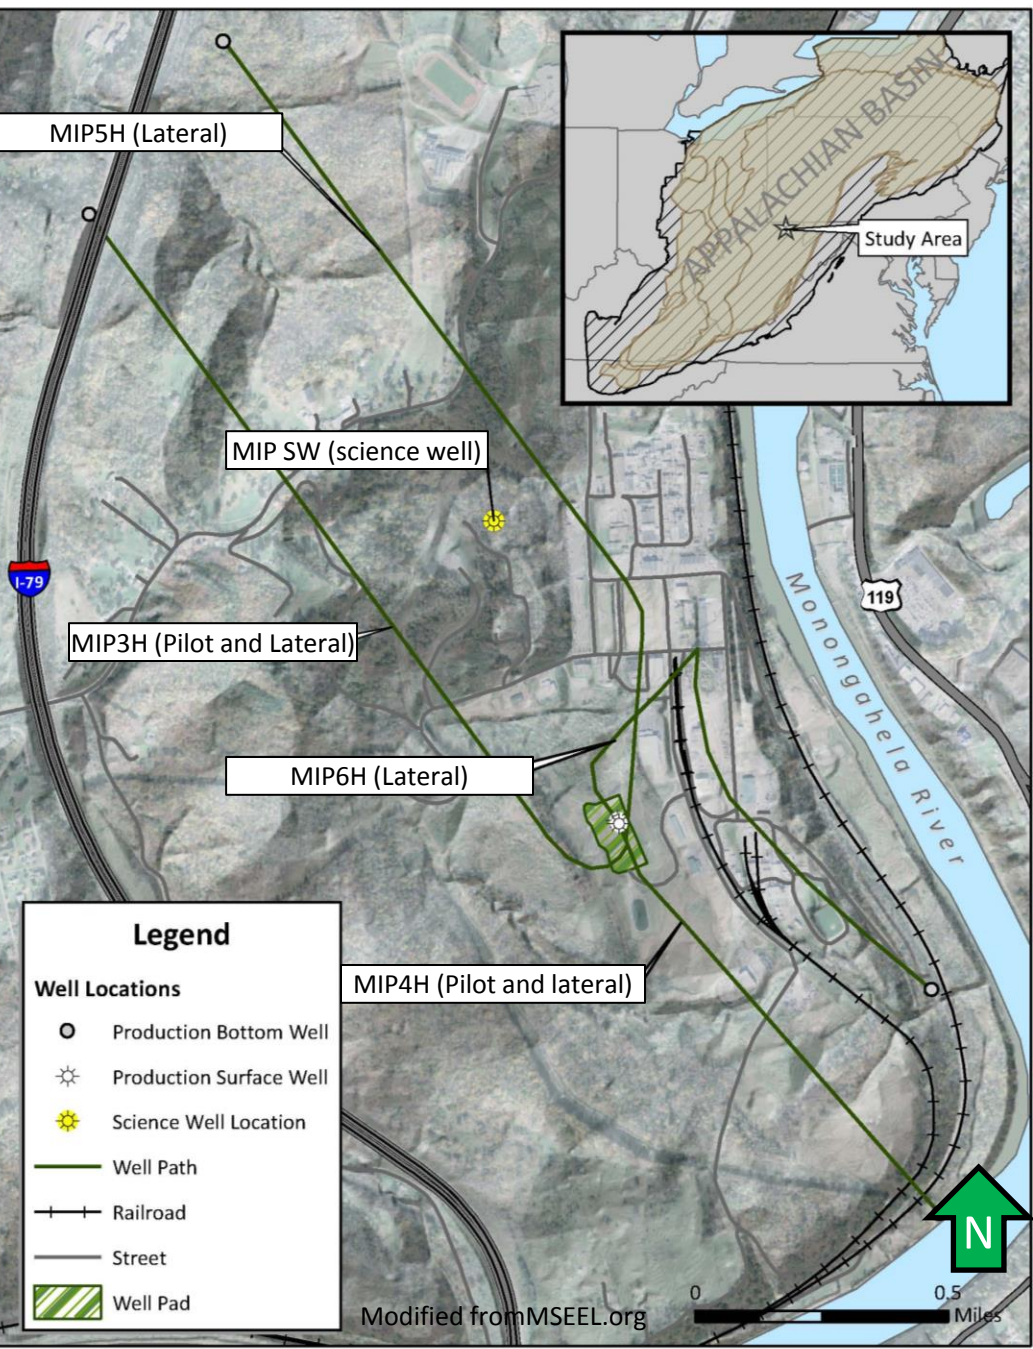 MIP5H (Lateral)
APPALACHIAN BASIN
Study Area
MIP SW (science well)
I-79
119
MIP3H (Pilot and Lateral)
Monongahela River
MIP6H (Lateral)
MIP4H (Pilot and lateral)
Legend
Well Locations
Production Bottom Well
Production Surface Well
Science Well Location
Well Path
Railroad
Street
Well Pad
N
0 0.5
Miles
Modified fromMSEEL.org